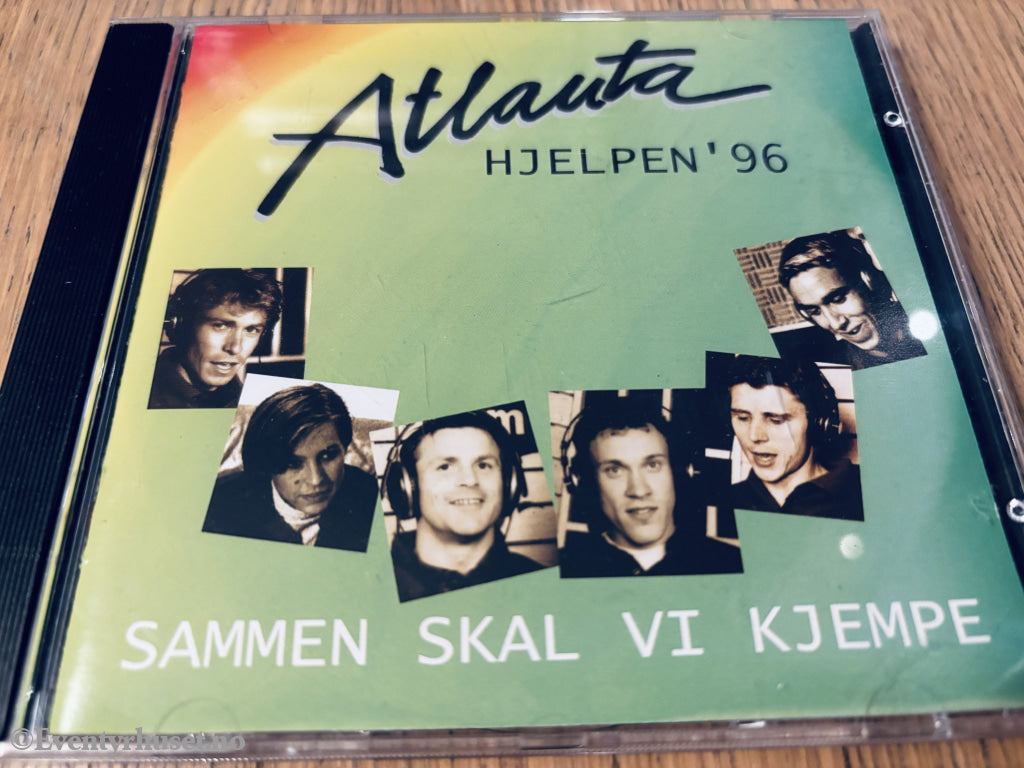 Atlanta
HJELPEN'96
SAMMEN SKAL VI KJEMPE
@Eventyrhuset.no